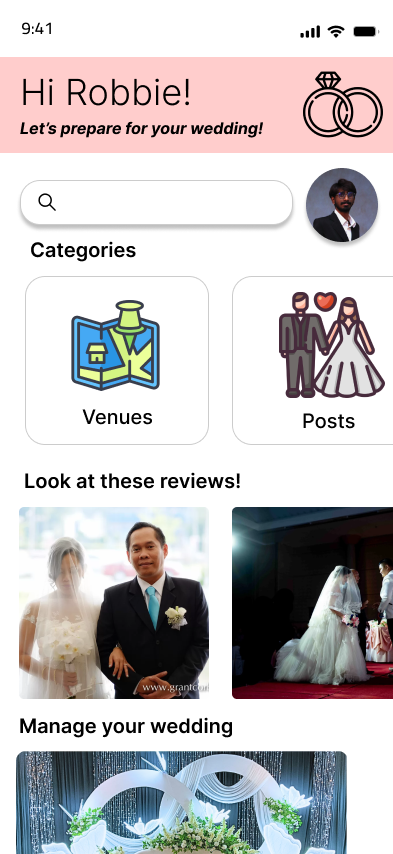 9:41
Hi Robbie!
Let's prepare for your wedding!
Categories
Venues
Posts
Look at these reviews!
Manage your wedding